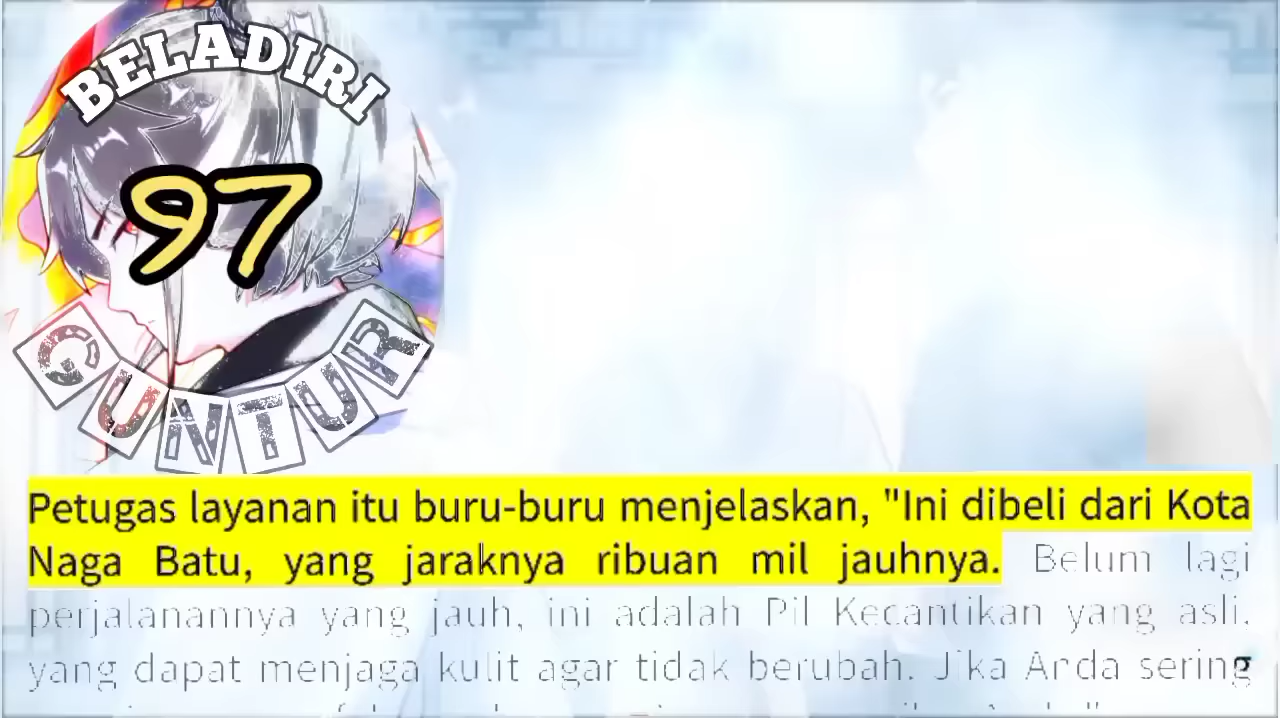 BELADIRI
97
GUNTUR
Petugas layanan itu buru-buru menjelaskan, "Ini dibeli dari Kota
Naga Batu, yang jaraknya ribuan mil jauhnya. Belum lagi
perjalanannya yang jauh, ini adalah Pil Kecantikan yang asli,
yang dapat menjaga kulit agar tidak berubah. Jika Anda sering